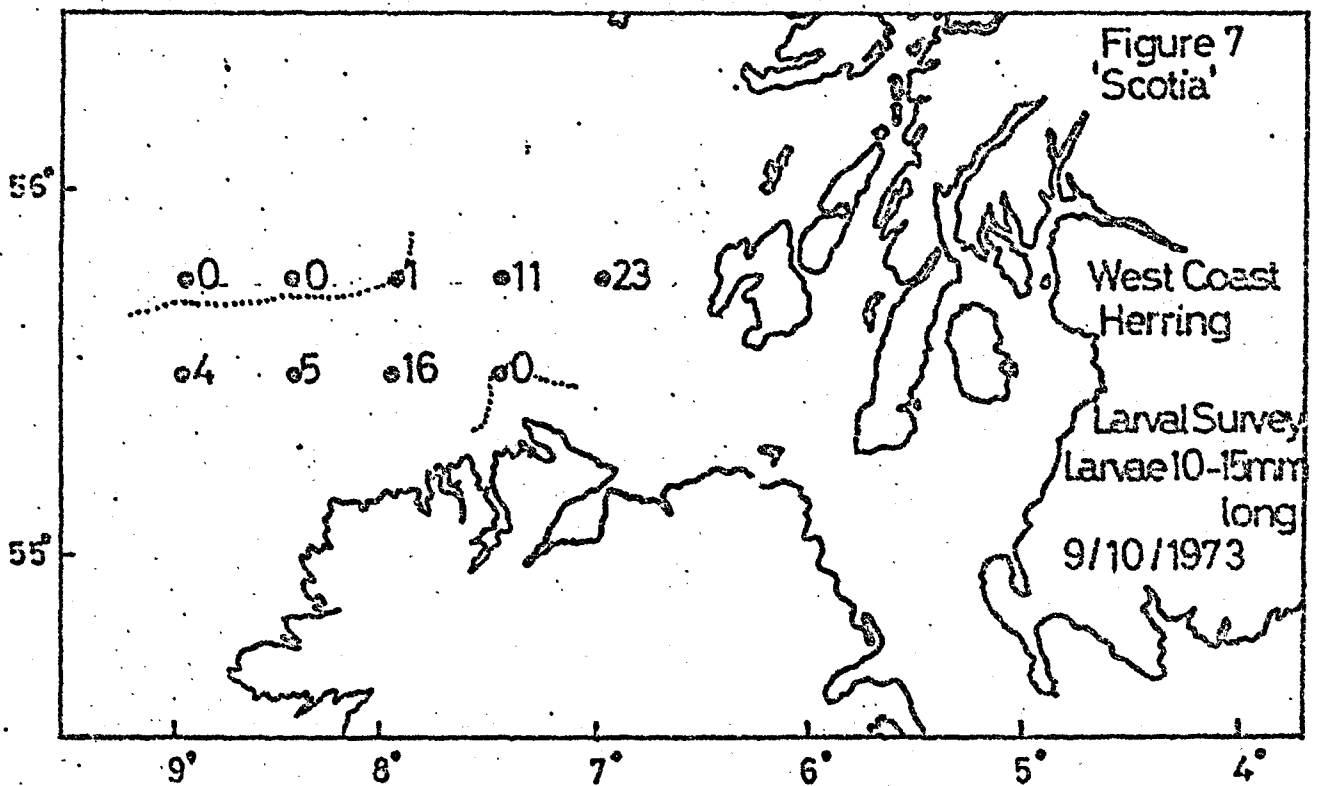 Figure 7
'Scotia'
56°
0 0 1 11 23
West Coast
Herring
4 5 16 0
Larval Survey
Larvae 10-15mm
long
55°
9/10/1973
9° 8° 7° 6° 5° 4°